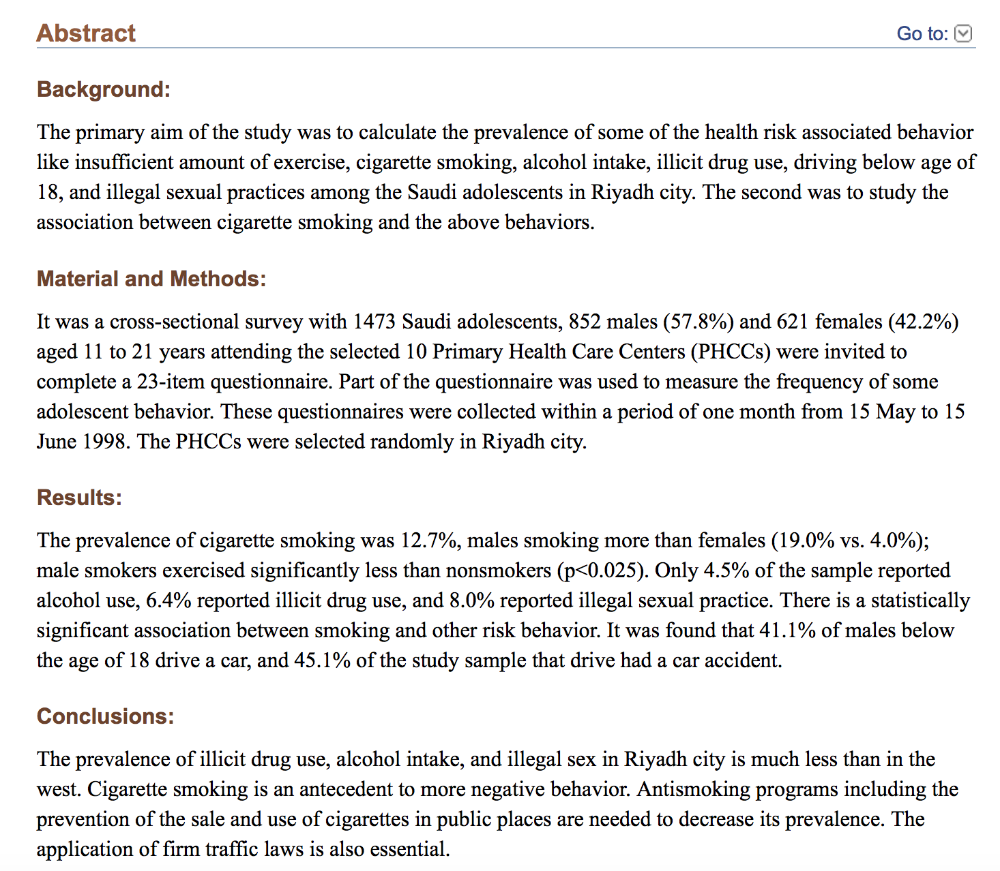 Abstract
Go to:
Background:
The primary aim of the study was to calculate the prevalence of some of the health risk associated behavior
like insufficient amount of exercise, cigarette smoking, alcohol intake, illicit drug use, driving below age of
18, and illegal sexual practices among the Saudi adolescents in Riyadh city. The second was to study the
association between cigarette smoking and the above behaviors.
Material and Methods:
It was a cross-sectional survey with 1473 Saudi adolescents, 852 males (57.8%) and 621 females (42.2%)
aged 11 to 21 years attending the selected 10 Primary Health Care Centers (PHCCs) were invited to
complete a 23-item questionnaire. Part of the questionnaire was used to measure the frequency of some
adolescent behavior. These questionnaires were collected within a period of one month from 15 May to 15
June 1998. The PHCCs were selected randomly in Riyadh city.
Results:
The prevalence of cigarette smoking was 12.7%, males smoking more than females (19.0% vs. 4.0%);
male smokers exercised significantly less than nonsmokers (p<0.025). Only 4.5% of the sample reported
alcohol use, 6.4% reported illicit drug use, and 8.0% reported illegal sexual practice. There is a statistically
significant association between smoking and other risk behavior. It was found that 41.1% of males below
the age of 18 drive a car, and 45.1% of the study sample that drive had a car accident.
Conclusions:
The prevalence of illicit drug use, alcohol intake, and illegal sex in Riyadh city is much less than in the
west. Cigarette smoking is an antecedent to more negative behavior. Antismoking programs including the
prevention of the sale and use of cigarettes in public places are needed to decrease its prevalence. The
application of firm traffic laws is also essential.